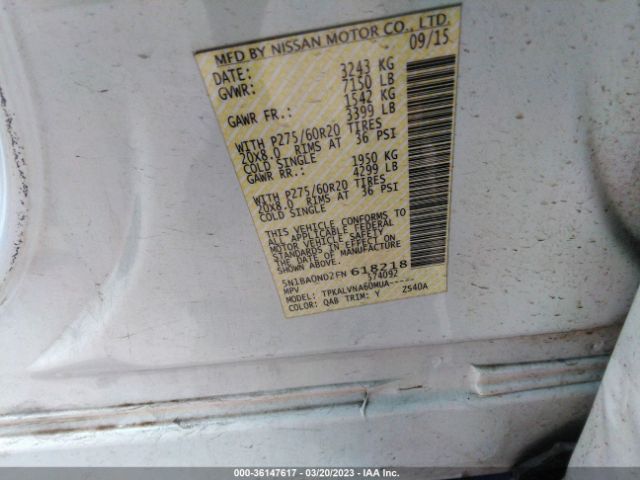 MFD BY NISSAN MOTOR CO., LTD.
DATE: 09/15
GVWR: 3243 KG
7150 LB
GAWR FR.: 1542 KG
3399 LB
WITH P275/60R20 TIRES
20X8.0 RIMS AT 36 PSI
COLD SINGLE
GAWR RR.: 1950 KG
4299 LB
WITH P275/60R20 TIRES
20X8.0 RIMS AT 36 PSI
COLD SINGLE
THIS VEHICLE CONFORMS TO
ALL APPLICABLE FEDERAL
MOTOR VEHICLE SAFETY
STANDARDS IN EFFECT ON
THE DATE OF MANUFACTURE
SHOWN ABOVE.
5N1BA0ND2FN 618218
MPV 574092
MODEL: TPKALVNA60MUA-----
COLOR: QAB TRIM: Y Z540A
000-36147617 - 03/20/2023 - IAA Inc.